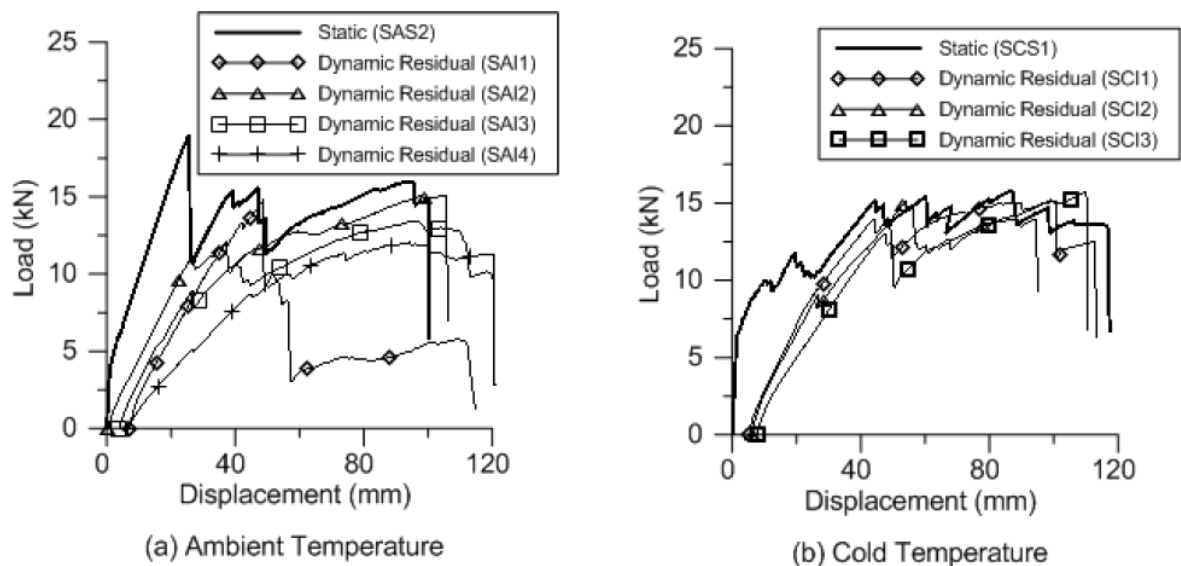 Static (SAS2)
Dynamic Residual (SAI1)
Dynamic Residual (SAI2)
Dynamic Residual (SAI3)
Dynamic Residual (SAI4)
25
20
15
10
5
0
Load (kN)
0 40 80 120
Displacement (mm)
(a) Ambient Temperature
Static (SCS1)
Dynamic Residual (SCI1)
Dynamic Residual (SCI2)
Dynamic Residual (SCI3)
25
20
15
10
5
0
Load (kN)
0 40 80 120
Displacement (mm)
(b) Cold Temperature